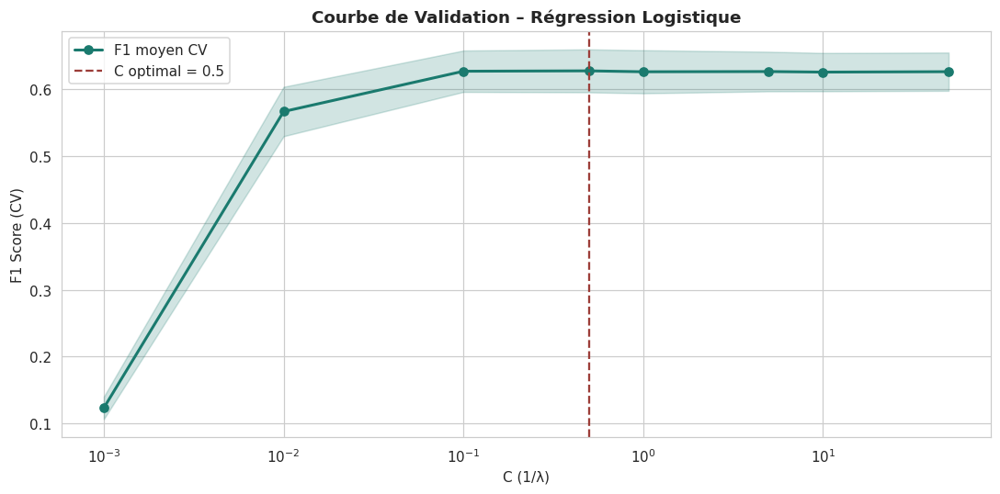 Courbe de Validation – Régression Logistique
F1 moyen CV
C optimal = 0.5
F1 Score (CV)
0.6
0.5
0.4
0.3
0.2
0.1
10⁻³
10⁻²
10⁻¹
10⁰
10¹
C (1/λ)